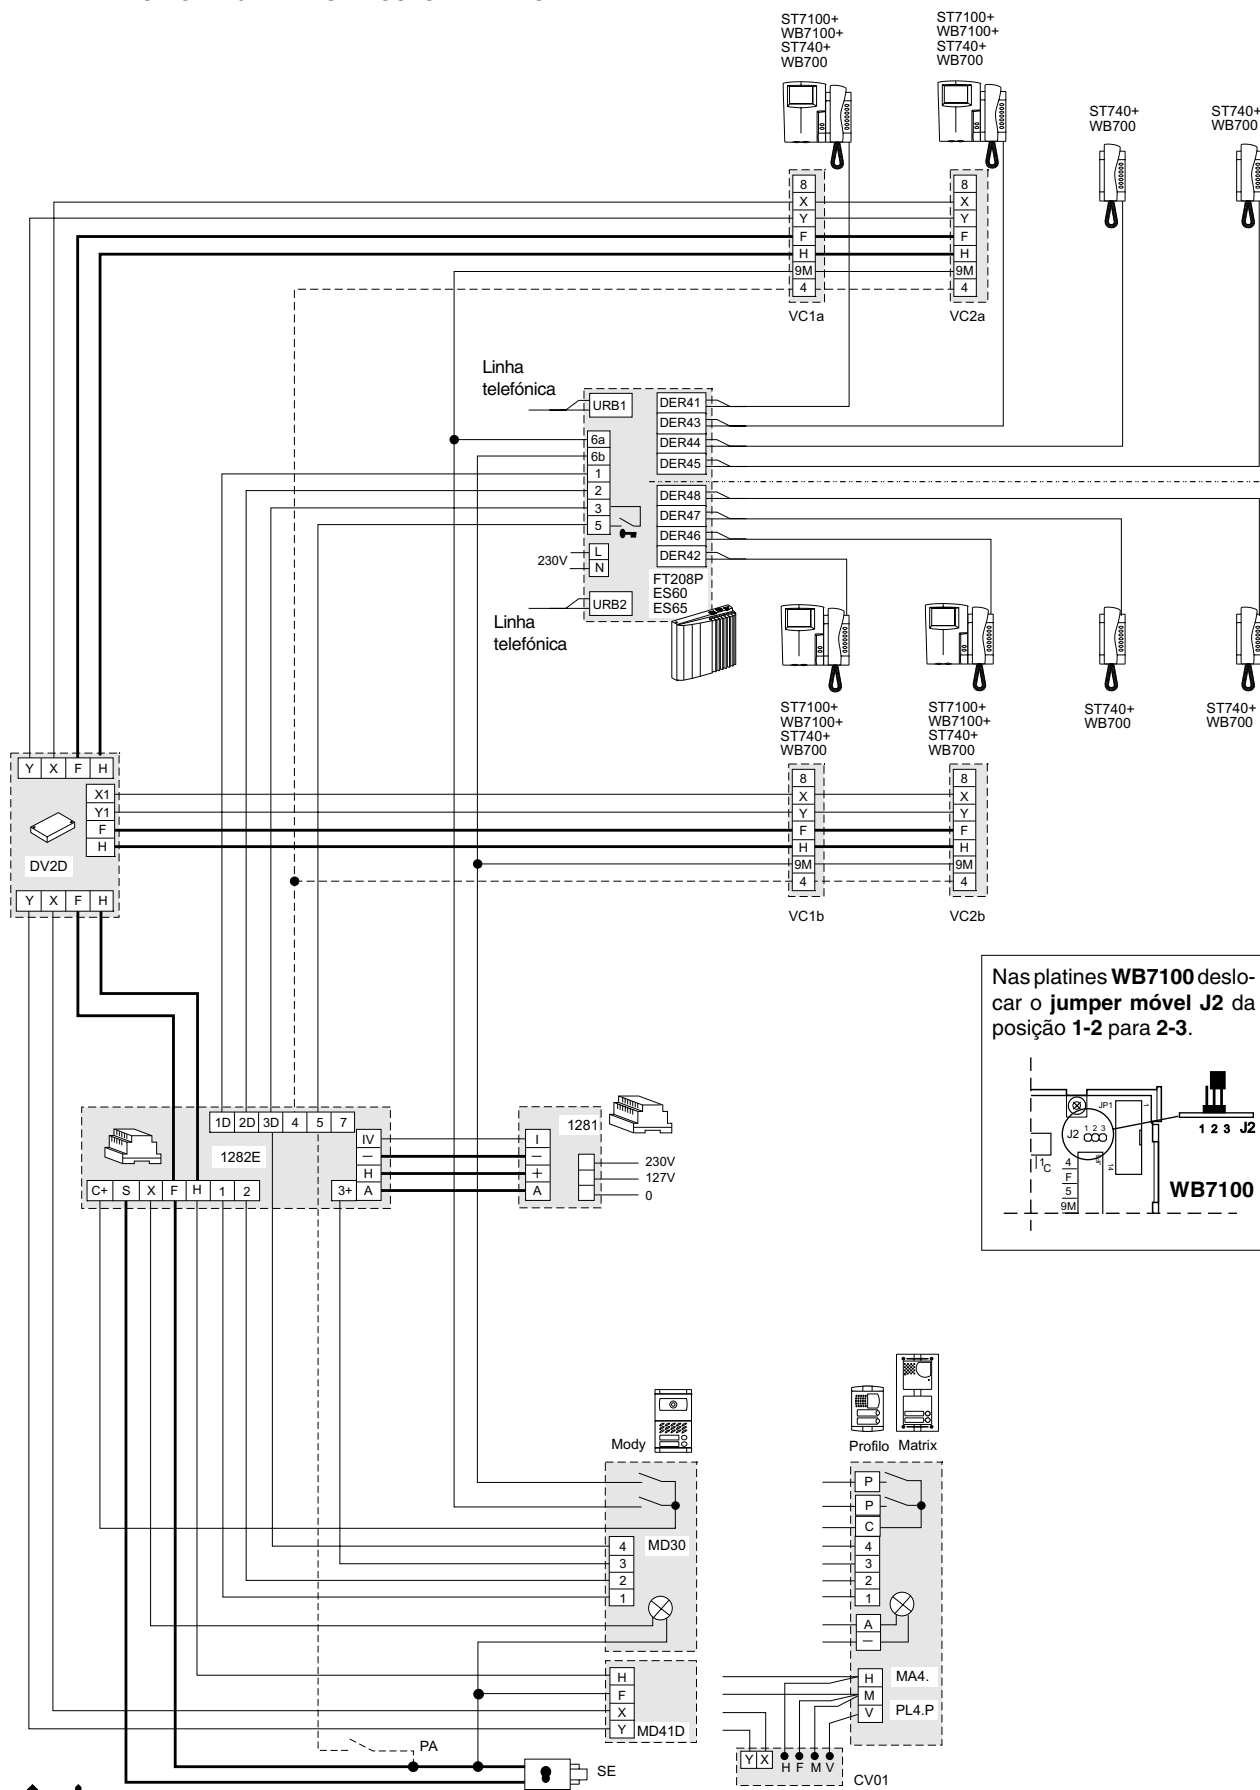 ST7100+
WB7100+
ST740+
WB700
ST7100+
WB7100+
ST740+
WB700
ST740+
WB700
ST740+
WB700
8
X
Y
F
H
9M
4
VC1a
8
X
Y
F
H
9M
4
VC2a
Linha
telefónica
URB1
6a
6b
1
2
3
5
230V
L
N
URB2
Linha
telefónica
DER41
DER43
DER44
DER45
DER48
DER47
DER46
DER42
FT208P
ES60
ES65
ST7100+
WB7100+
ST740+
WB700
ST7100+
WB7100+
ST740+
WB700
ST740+
WB700
ST740+
WB700
Y X F H
X1
Y1
F
H
DV2D
Y X F H
8
X
Y
F
H
9M
4
VC1b
8
X
Y
F
H
9M
4
VC2b
Nas platines WB7100 deslo-
car o jumper móvel J2 da
posição 1-2 para 2-3.
JP1
1
J2
1 2 3
14
1
C
4
F
5
9M
1 2 3 J2
WB7100
1D 2D 3D 4 5 7
1282E
IV
–
H
3+ A
C+ S X F H 1 2
1281
I
–
+
A
230V
127V
0
Mody
4 MD30
3
2
1
H
F
X
Y MD41D
PA
SE
Profilo Matrix
P
P
C
4
3
2
1
A
–
H MA4.
M
V PL4.P
Y X H F M V
CV01